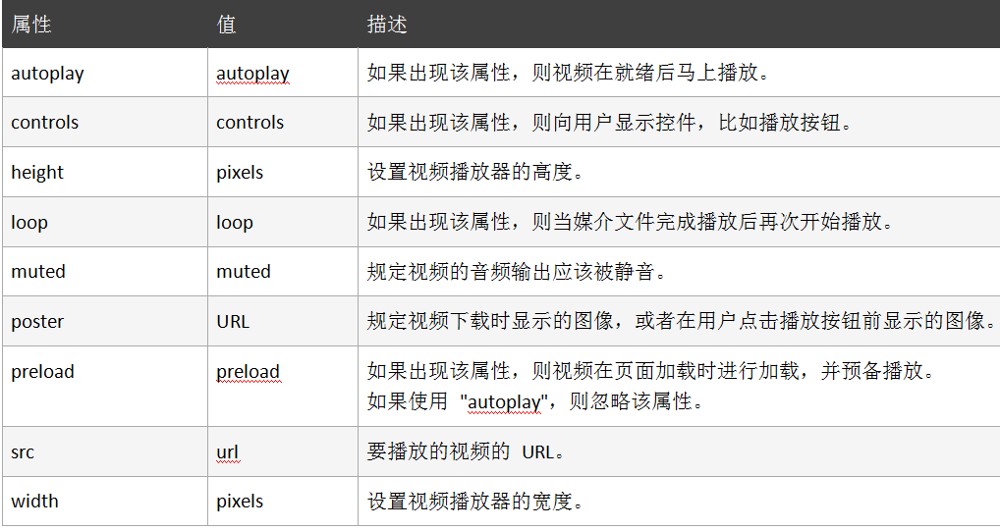 属性 值 描述
autoplay autoplay 如果出现该属性，则视频在就绪后马上播放。
controls controls 如果出现该属性，则向用户显示控件，比如播放按钮。
height pixels 设置视频播放器的高度。
loop loop 如果出现该属性，则当媒介文件完成播放后再次开始播放。
muted muted 规定视频的音频输出应该被静音。
poster URL 规定视频下载时显示的图像，或者在用户点击播放按钮前显示的图像。
preload preload 如果出现该属性，则视频在页面加载时进行加载，并预备播放。
如果使用 "autoplay"，则忽略该属性。
src url 要播放的视频的 URL。
width pixels 设置视频播放器的宽度。